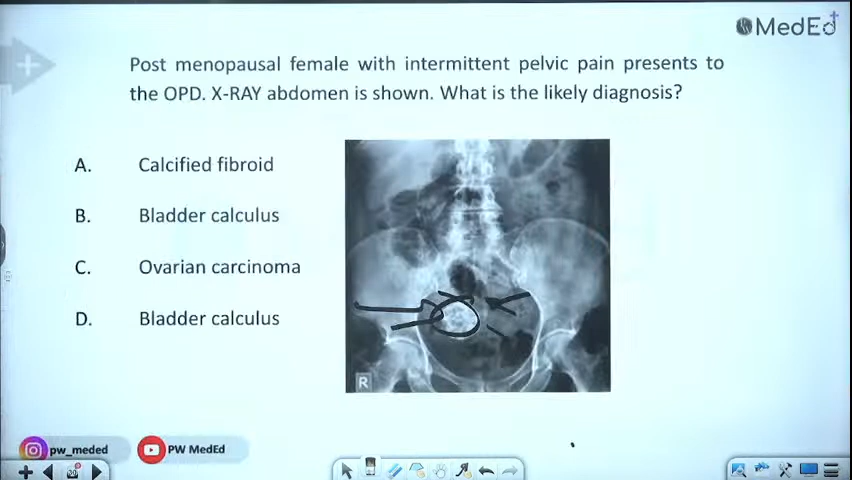 MedEd
Post menopausal female with intermittent pelvic pain presents to
the OPD. X-RAY abdomen is shown. What is the likely diagnosis?
A. Calcified fibroid
B. Bladder calculus
C. Ovarian carcinoma
D. Bladder calculus
R
pw_meded
PW MedEd